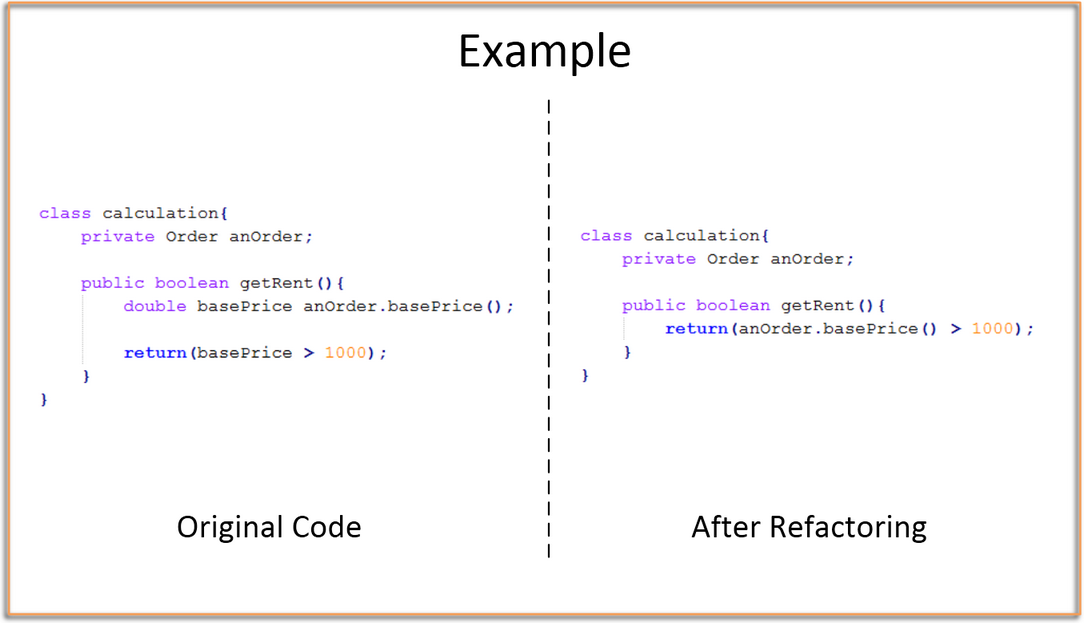 Example
class calculation{
private Order anOrder;
public boolean getRent(){
double basePrice anOrder.basePrice();
return(basePrice > 1000);
}
}
Original Code
class calculation{
private Order anOrder;
public boolean getRent(){
return(anOrder.basePrice() > 1000);
}
}
After Refactoring